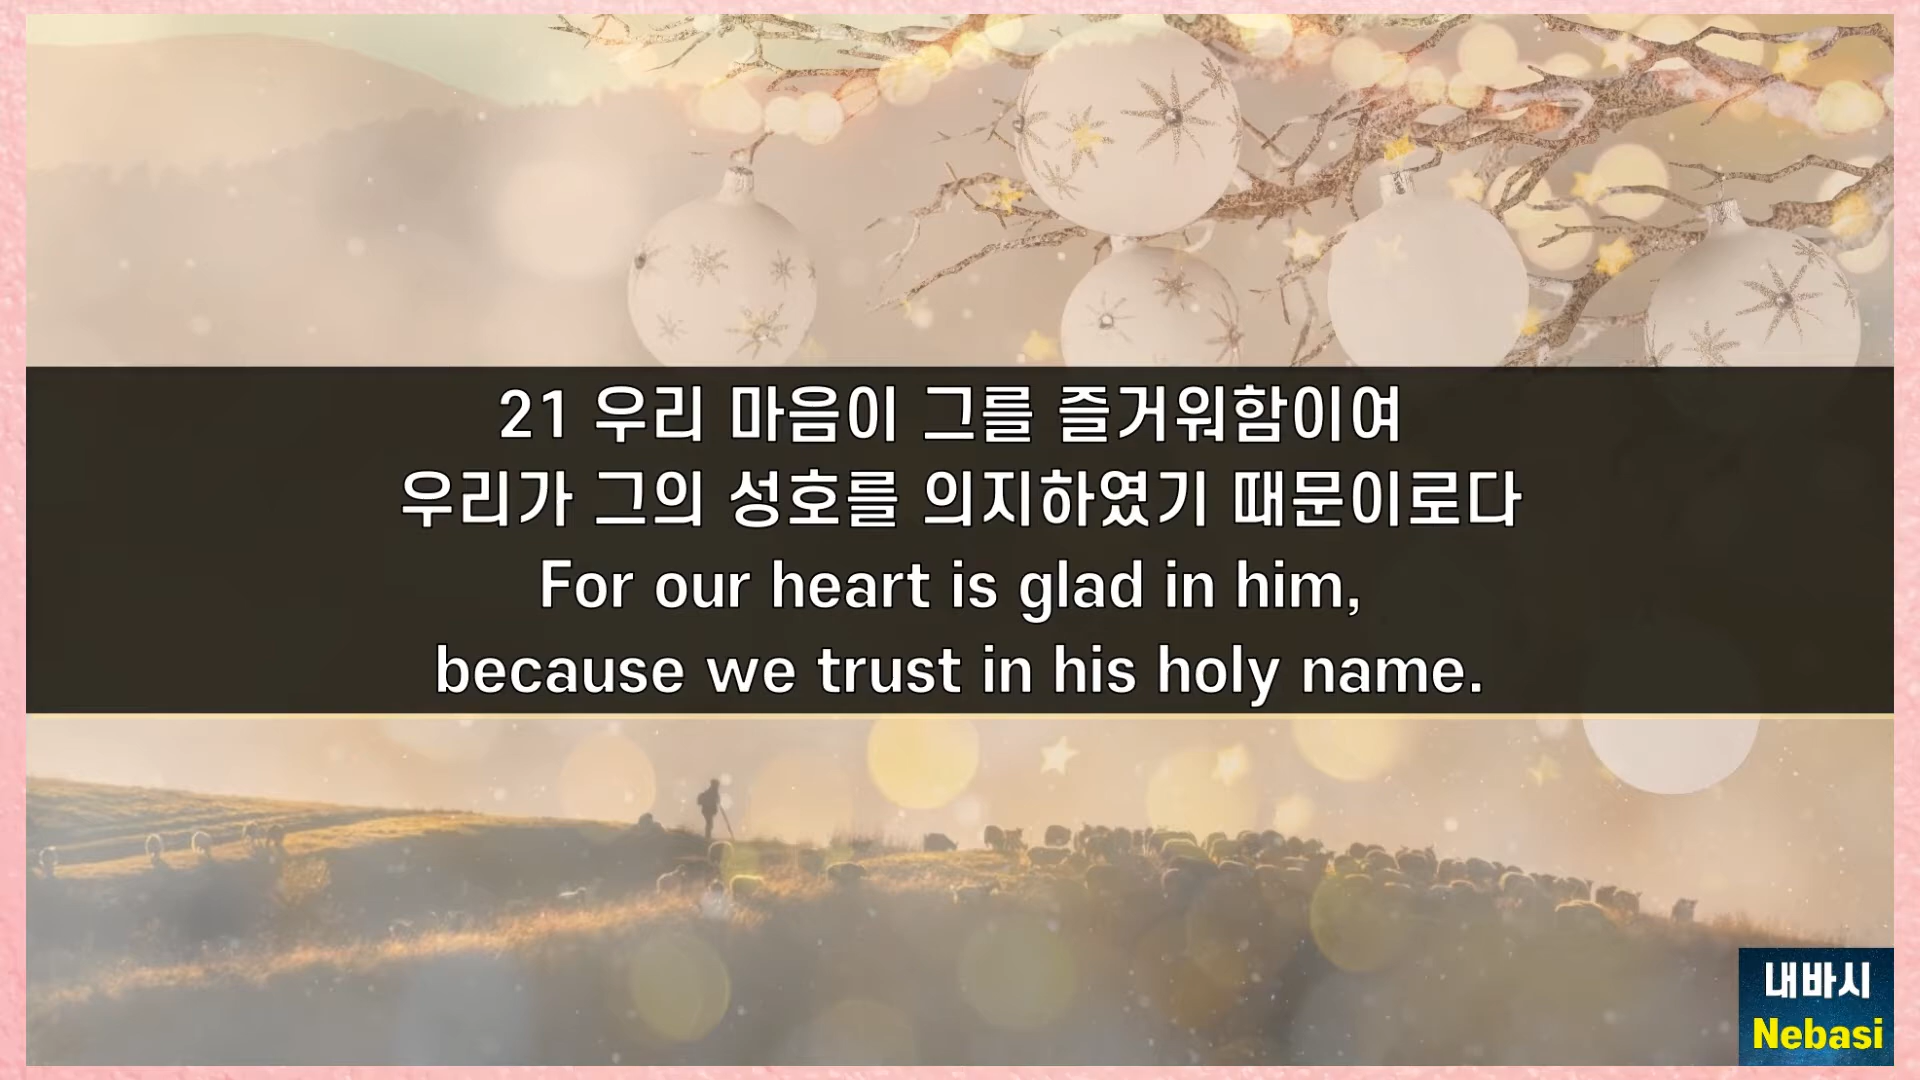 21 우리 마음이 그를 즐거워함이여
우리가 그의 성호를 의지하였기 때문이로다
For our heart is glad in him,
because we trust in his holy name.
내바시
Nebasi